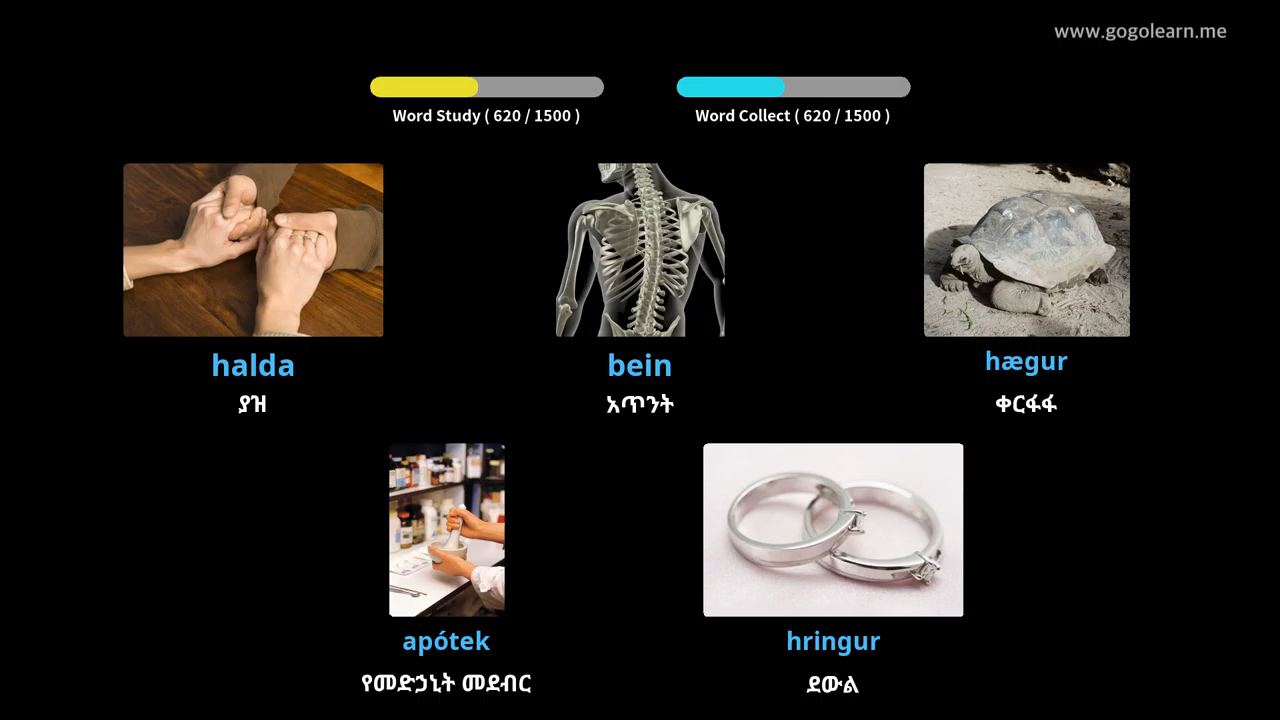 www.gogolearn.me
Word Study ( 620 / 1500 )
Word Collect ( 620 / 1500 )
halda
ያዝ
bein
አጥንት
hægur
ቀርፋፋ
apótek
የመድኃኒት መደብር
hringur
ደውል